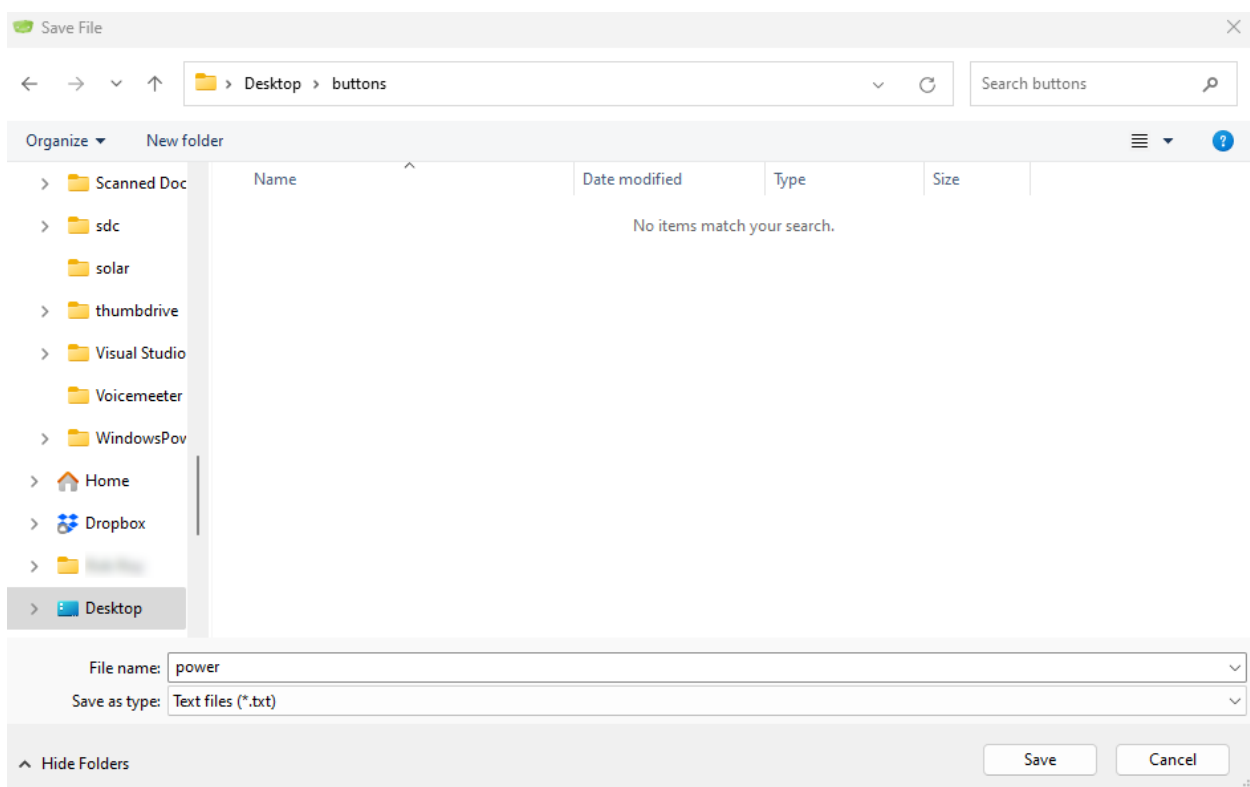 Save File
Desktop > buttons
Search buttons
Organize
New folder
Name
Date modified
Type
Size
No items match your search.
Scanned Doc
sdc
solar
thumbdrive
Visual Studio
Voicemeeter
WindowsPov
Home
Dropbox
Desktop
File name: power
Save as type: Text files (*.txt)
Hide Folders
Save
Cancel